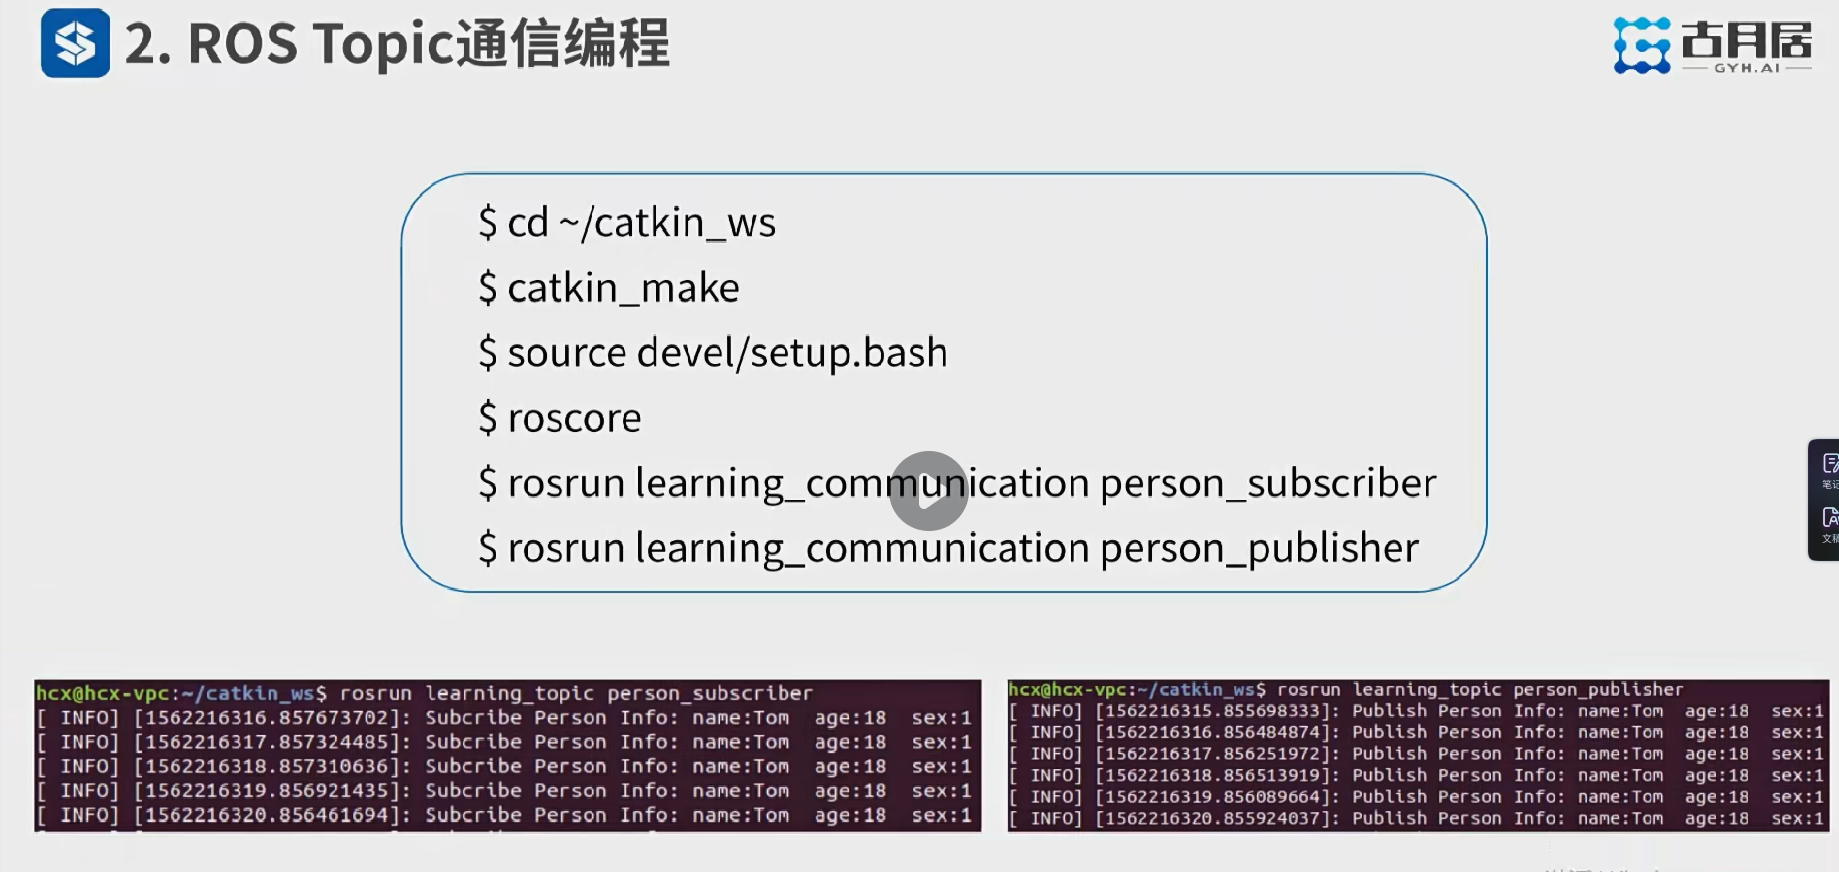 2. ROS Topic通信编程
古月居
GYH.AI
$ cd ~/catkin_ws
$ catkin_make
$ source devel/setup.bash
$ roscore
$ rosrun learning_communication person_subscriber
$ rosrun learning_communication person_publisher
笔记
文稿
hcx@hcx-vpc:~/catkin_ws$ rosrun learning_topic person_subscriber
[ INFO] [1562216316.857673702]: Subcribe Person Info: name:Tom age:18 sex:1
[ INFO] [1562216317.857324485]: Subcribe Person Info: name:Tom age:18 sex:1
[ INFO] [1562216318.857310636]: Subcribe Person Info: name:Tom age:18 sex:1
[ INFO] [1562216319.856921435]: Subcribe Person Info: name:Tom age:18 sex:1
[ INFO] [1562216320.856461694]: Subcribe Person Info: name:Tom age:18 sex:1
hcx@hcx-vpc:~/catkin_ws$ rosrun learning_topic person_publisher
[ INFO] [1562216315.855698333]: Publish Person Info: name:Tom age:18 sex:1
[ INFO] [1562216316.856484874]: Publish Person Info: name:Tom age:18 sex:1
[ INFO] [1562216317.856251972]: Publish Person Info: name:Tom age:18 sex:1
[ INFO] [1562216318.856513919]: Publish Person Info: name:Tom age:18 sex:1
[ INFO] [1562216319.856089664]: Publish Person Info: name:Tom age:18 sex:1
[ INFO] [1562216320.855924037]: Publish Person Info: name:Tom age:18 sex:1